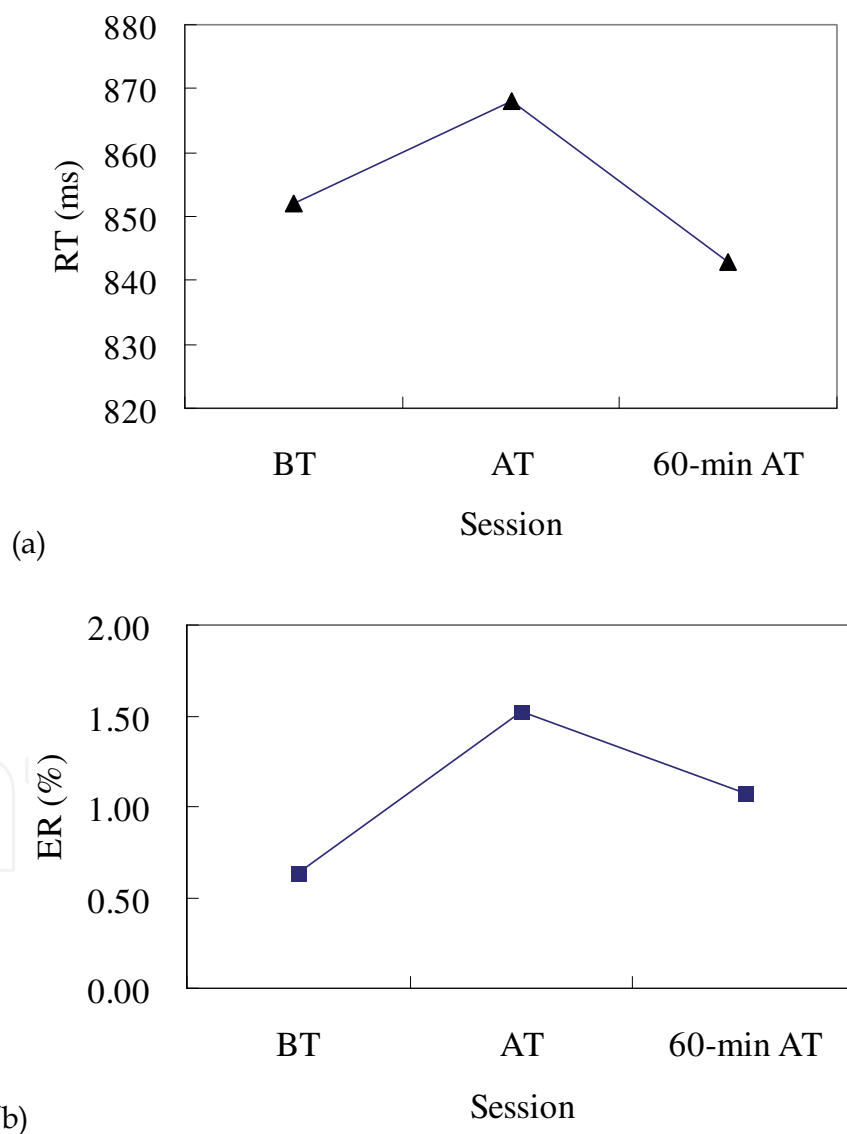 880
870
860
850
840
830
820
RT (ms)
BT AT 60-min AT
Session
(a)
2.00
1.50
1.00
0.50
0.00
ER (%)
BT AT 60-min AT
Session
b)